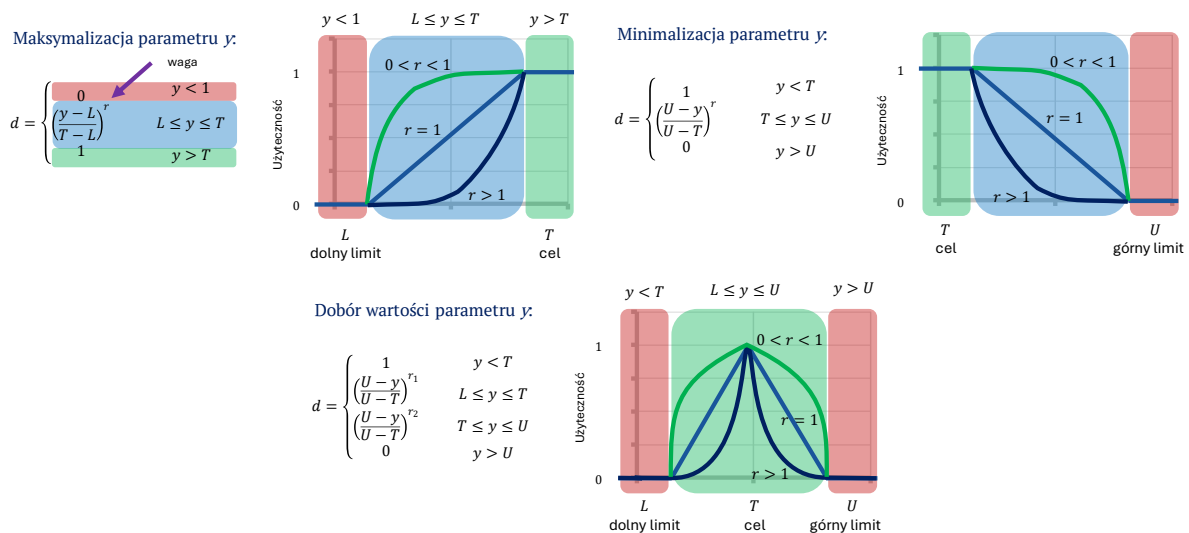 Maksymalizacja parametru y:
waga
d = { 0 y < 1
((y − L)/(T − L))^r L ≤ y ≤ T
1 y > T
y < 1 L ≤ y ≤ T y > T
Użyteczność
1
0
0 < r < 1
r = 1
r > 1
L T
dolny limit cel
Minimalizacja parametru y:
d = { 1 y < T
((U − y)/(U − T))^r T ≤ y ≤ U
0 y > U
Użyteczność
1
0
0 < r < 1
r = 1
r > 1
T U
cel górny limit
Dobór wartości parametru y:
d = { 1 y < T
((U − y)/(U − T))^r₁ L ≤ y ≤ T
((U − y)/(U − T))^r₂ T ≤ y ≤ U
0 y > U
y < T L ≤ y ≤ U y > U
Użyteczność
1
0
0 < r < 1
r = 1
r > 1
L T U
dolny limit cel górny limit